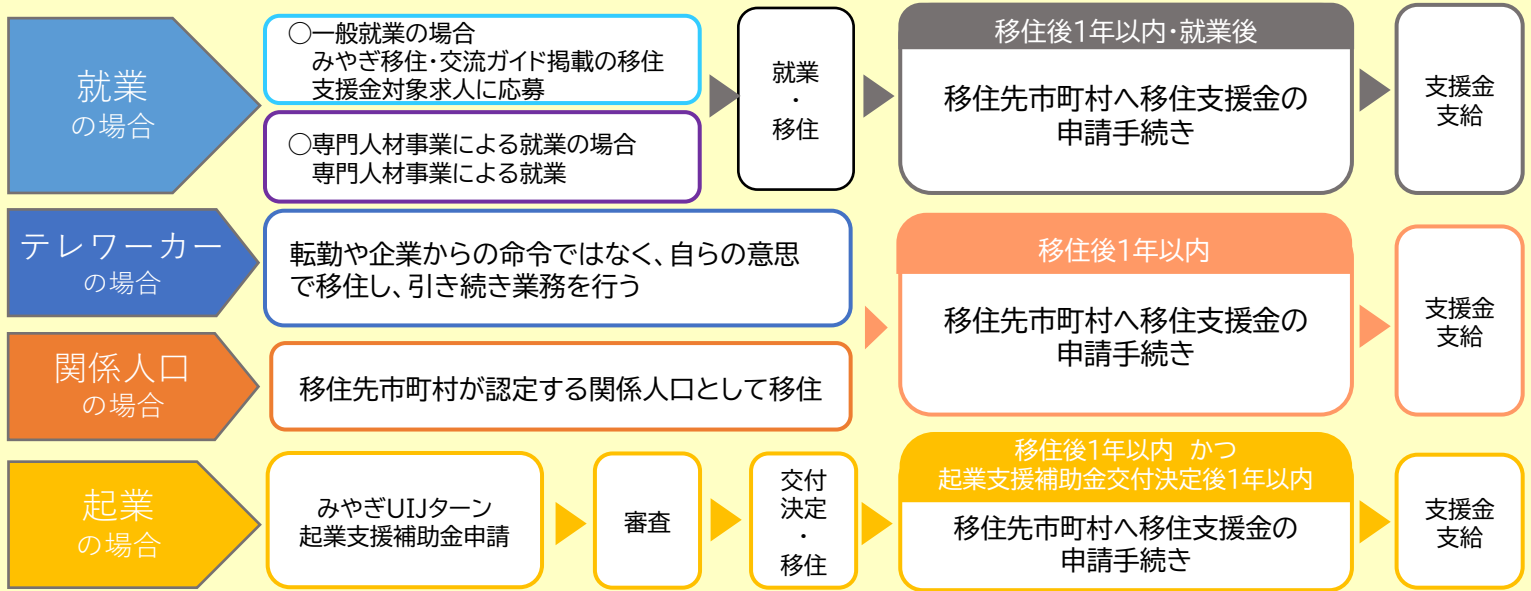 就業
の場合
○一般就業の場合
みやぎ移住・交流ガイド掲載の移住
支援金対象求人に応募
○専門人材事業による就業の場合
専門人材事業による就業
就業
・
移住
移住後1年以内・就業後
移住先市町村へ移住支援金の
申請手続き
支援金
支給
テレワーカー
の場合
転勤や企業からの命令ではなく、自らの意思
で移住し、引き続き業務を行う
関係人口
の場合
移住先市町村が認定する関係人口として移住
移住後1年以内
移住先市町村へ移住支援金の
申請手続き
支援金
支給
起業
の場合
みやぎUIJターン
起業支援補助金申請
審査
交付
決定
・
移住
移住後1年以内 かつ
起業支援補助金交付決定後1年以内
移住先市町村へ移住支援金の
申請手続き
支援金
支給